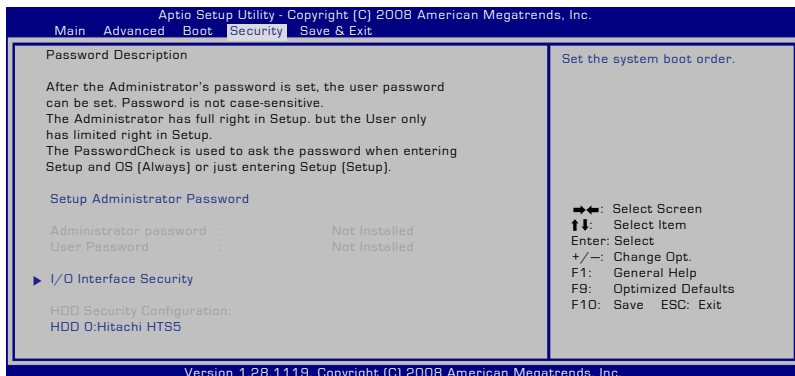 Aptio Setup Utility - Copyright (C) 2008 American Megatrends, Inc.
Main Advanced Boot Security Save & Exit
Password Description
After the Administrator's password is set, the user password
can be set. Password is not case-sensitive.
The Administrator has full right in Setup. but the User only
has limited right in Setup.
The PasswordCheck is used to ask the password when entering
Setup and OS (Always) or just entering Setup (Setup).
Setup Administrator Password
Administrator password : Not Installed
User Password : Not Installed
I/O Interface Security
HDD Security Configuration:
HDD 0:Hitachi HTS5
Set the system boot order.
→←: Select Screen
↑↓: Select Item
Enter: Select
+/−: Change Opt.
F1: General Help
F9: Optimized Defaults
F10: Save ESC: Exit
Version 1.28.1119. Copyright (C) 2008 American Megatrends, Inc.